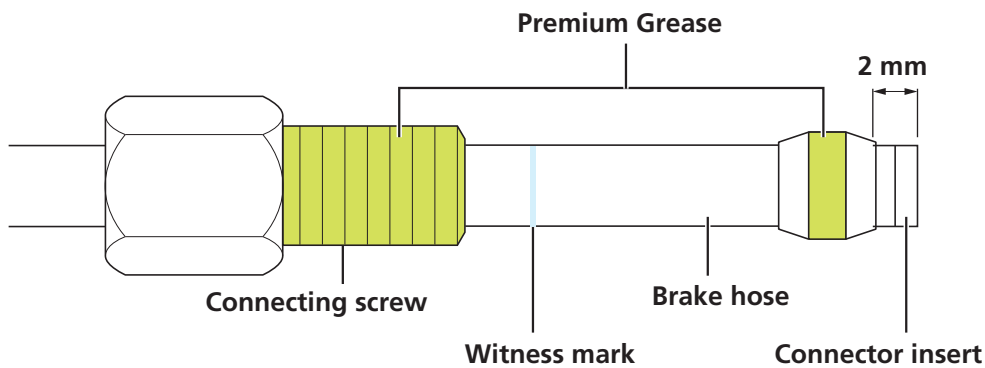 Premium Grease
2 mm
Connecting screw
Brake hose
Witness mark
Connector insert